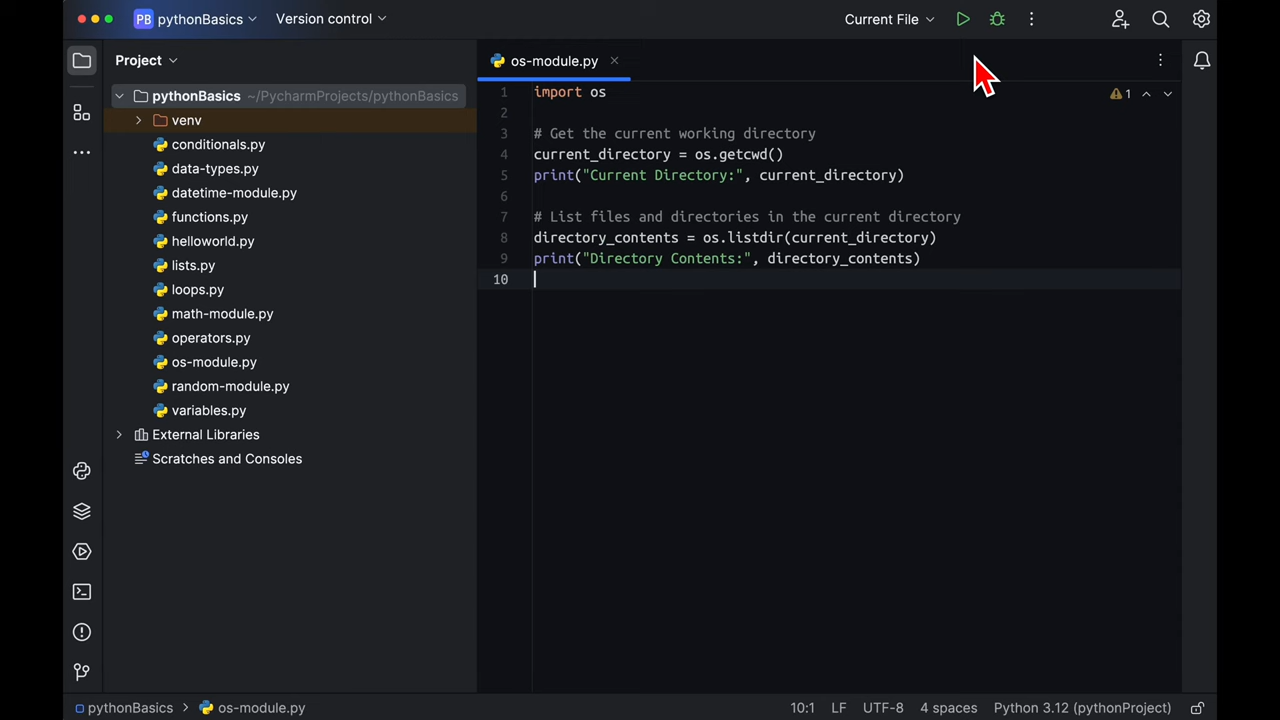 PB pythonBasics Version control Current File
Project
os-module.py
pythonBasics ~/PycharmProjects/pythonBasics
venv
conditionals.py
data-types.py
datetime-module.py
functions.py
helloworld.py
lists.py
loops.py
math-module.py
operators.py
os-module.py
random-module.py
variables.py
External Libraries
Scratches and Consoles
1 import os
2
3 # Get the current working directory
4 current_directory = os.getcwd()
5 print("Current Directory:", current_directory)
6
7 # List files and directories in the current directory
8 directory_contents = os.listdir(current_directory)
9 print("Directory Contents:", directory_contents)
10
1
pythonBasics > os-module.py 10:1 LF UTF-8 4 spaces Python 3.12 (pythonProject)